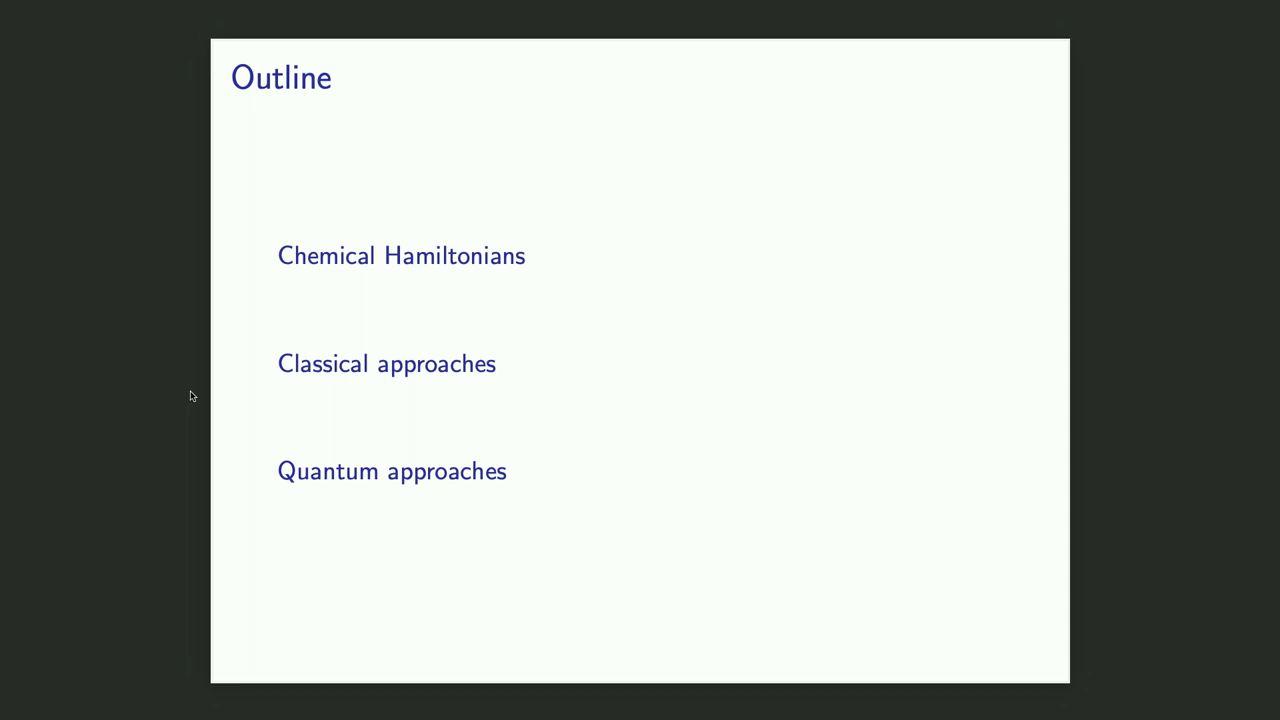 Outline
Chemical Hamiltonians
Classical approaches
Quantum approaches